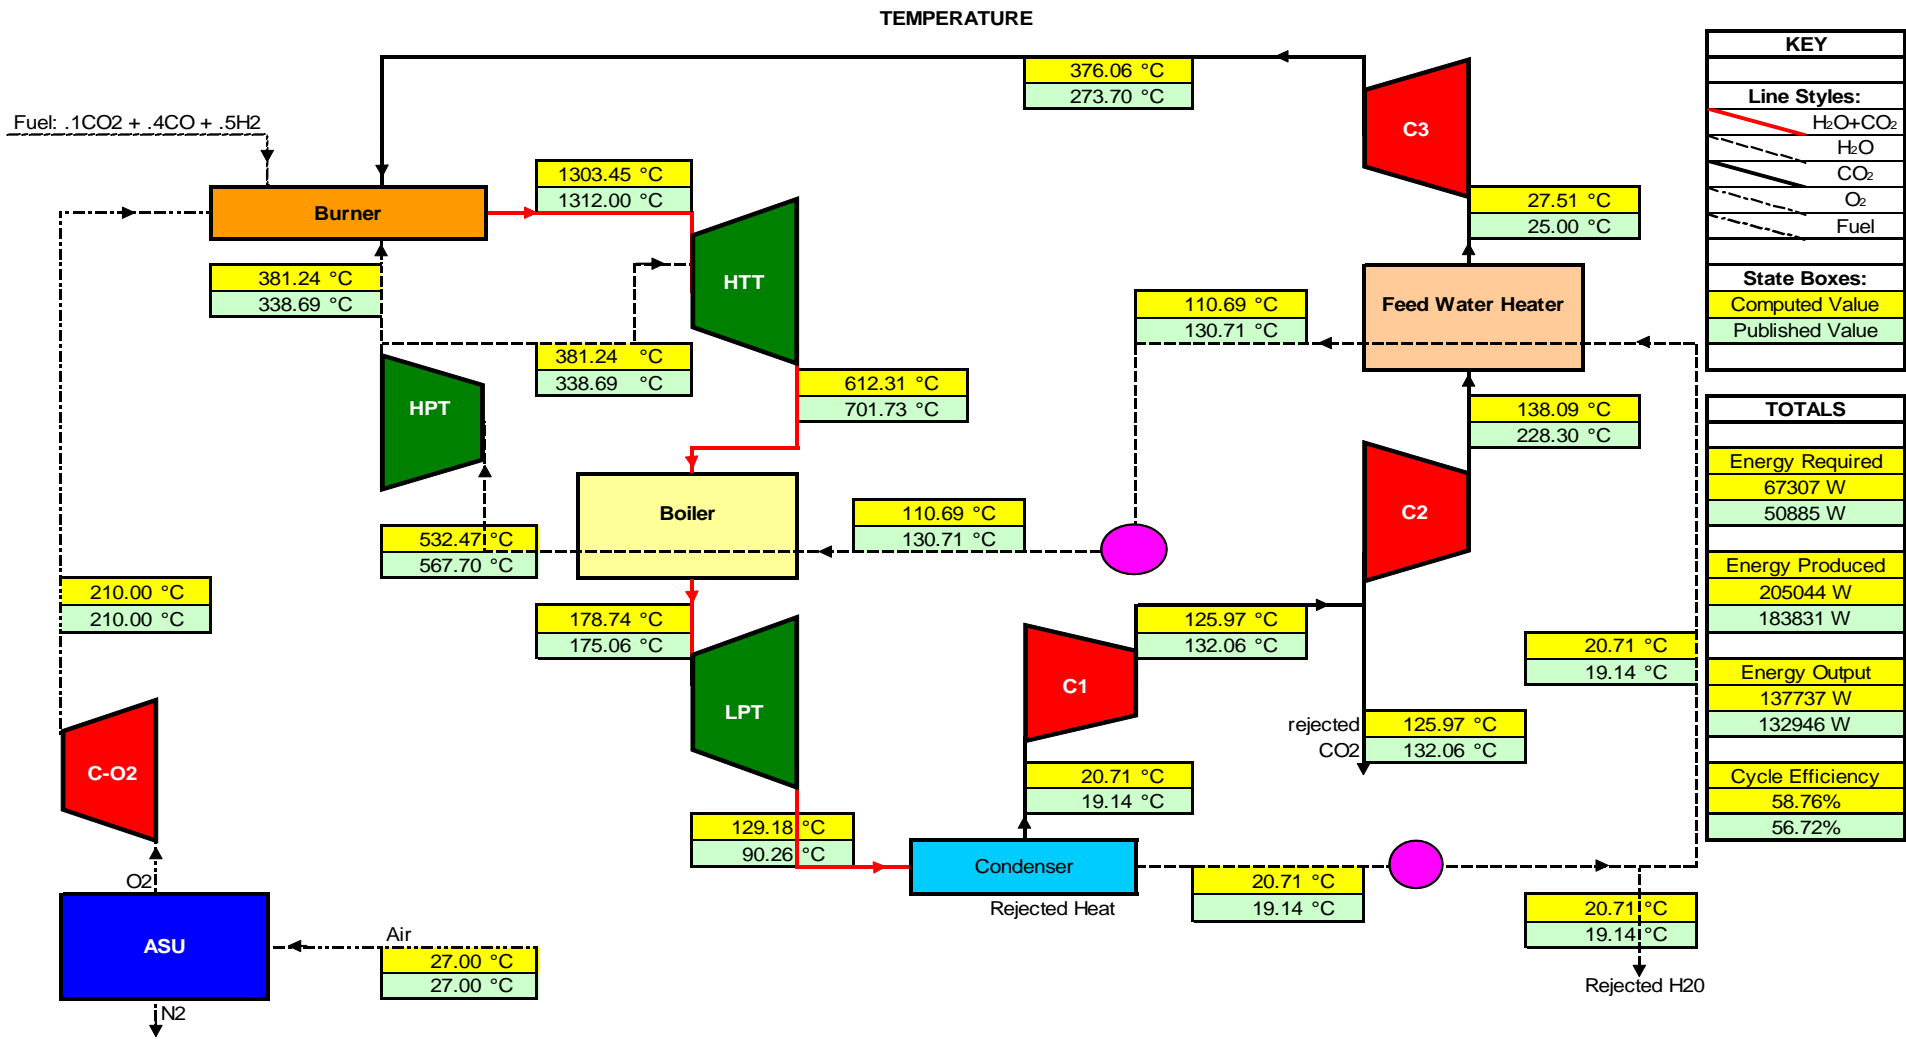 TEMPERATURE
376.06 °C
273.70 °C
KEY
Line Styles:
H2O+CO2
H2O
CO2
O2
Fuel
State Boxes:
Computed Value
Published Value
Fuel: .1CO2 + .4CO + .5H2
C3
1303.45 °C
1312.00 °C
Burner
27.51 °C
25.00 °C
381.24 °C
338.69 °C
HTT
110.69 °C
130.71 °C
Feed Water Heater
381.24 °C
338.69 °C
HPT
612.31 °C
701.73 °C
138.09 °C
228.30 °C
TOTALS
Energy Required
67307 W
50885 W
Energy Produced
205044 W
183831 W
Energy Output
137737 W
132946 W
Cycle Efficiency
58.76%
56.72%
Boiler
110.69 °C
130.71 °C
C2
532.47 °C
567.70 °C
210.00 °C
210.00 °C
178.74 °C
175.06 °C
125.97 °C
132.06 °C
20.71 °C
19.14 °C
C1
LPT
rejected
CO2
125.97 °C
132.06 °C
C-O2
20.71 °C
19.14 °C
129.18 °C
90.26 °C
Condenser
Rejected Heat
20.71 °C
19.14 °C
20.71 °C
19.14 °C
Rejected H20
O2
ASU
Air
27.00 °C
27.00 °C
N2